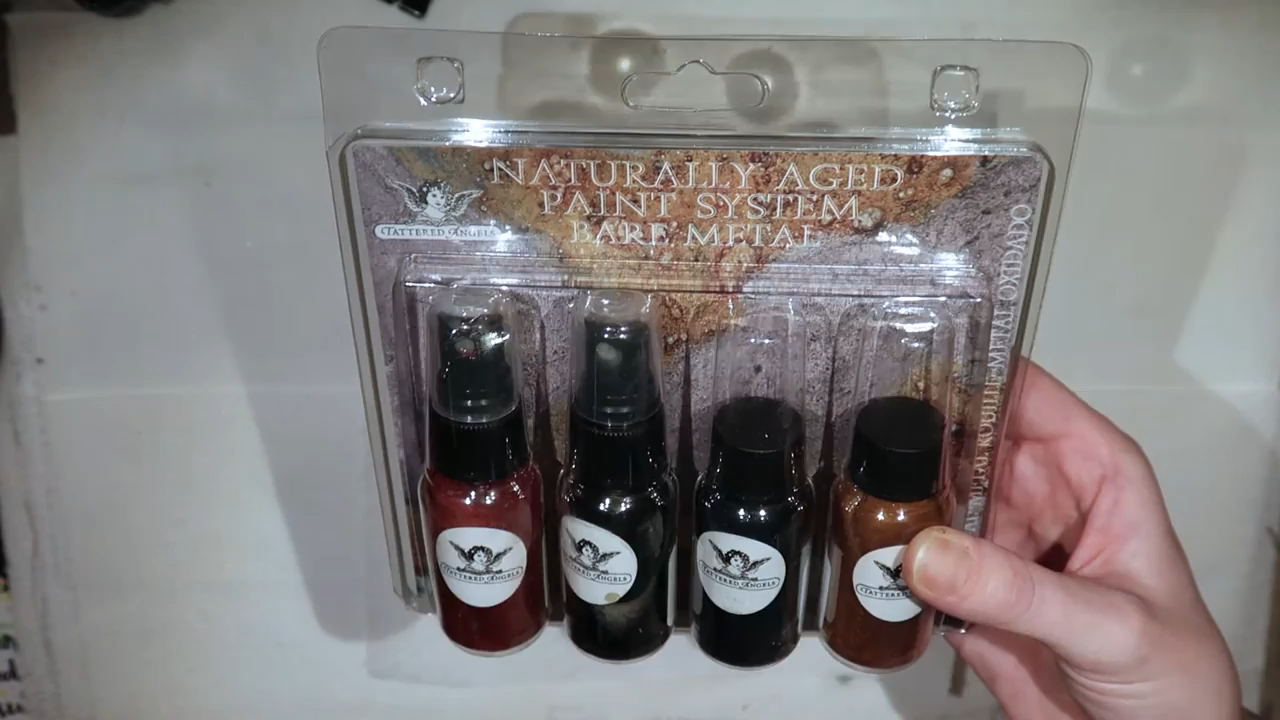 NATURALLY AGED
PAINT SYSTEM
BARE METAL
TATTERED ANGELS
METAL OXIDADO
TATTERED ANGELS
TATTERED ANGELS
TATTERED ANGELS
TATTERED